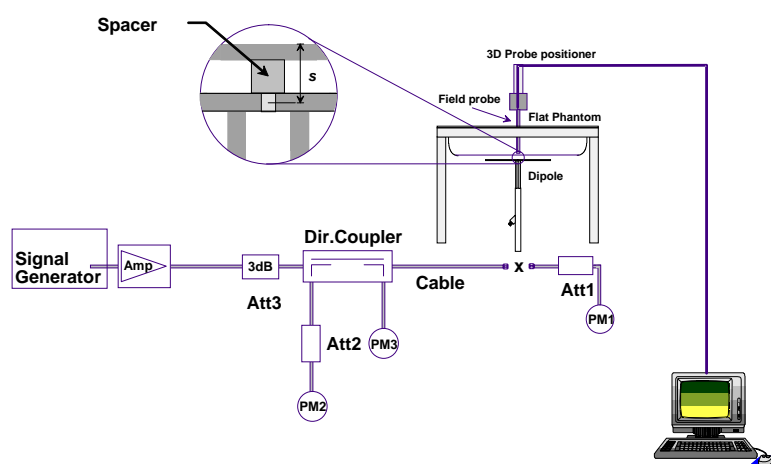 Spacer
s
3D Probe positioner
Field probe
Flat Phantom
Dipole
Signal
Generator
Amp
3dB
Att3
Dir.Coupler
Cable
x
Att1
PM1
Att2
PM3
PM2